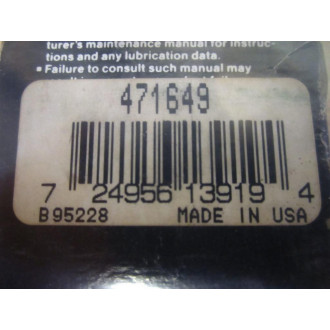 turer's maintenance manual for instruc-
tions and any lubrication data.
• Failure to consult such manual may
471649
7 24956 13919 4
B95228 MADE IN USA